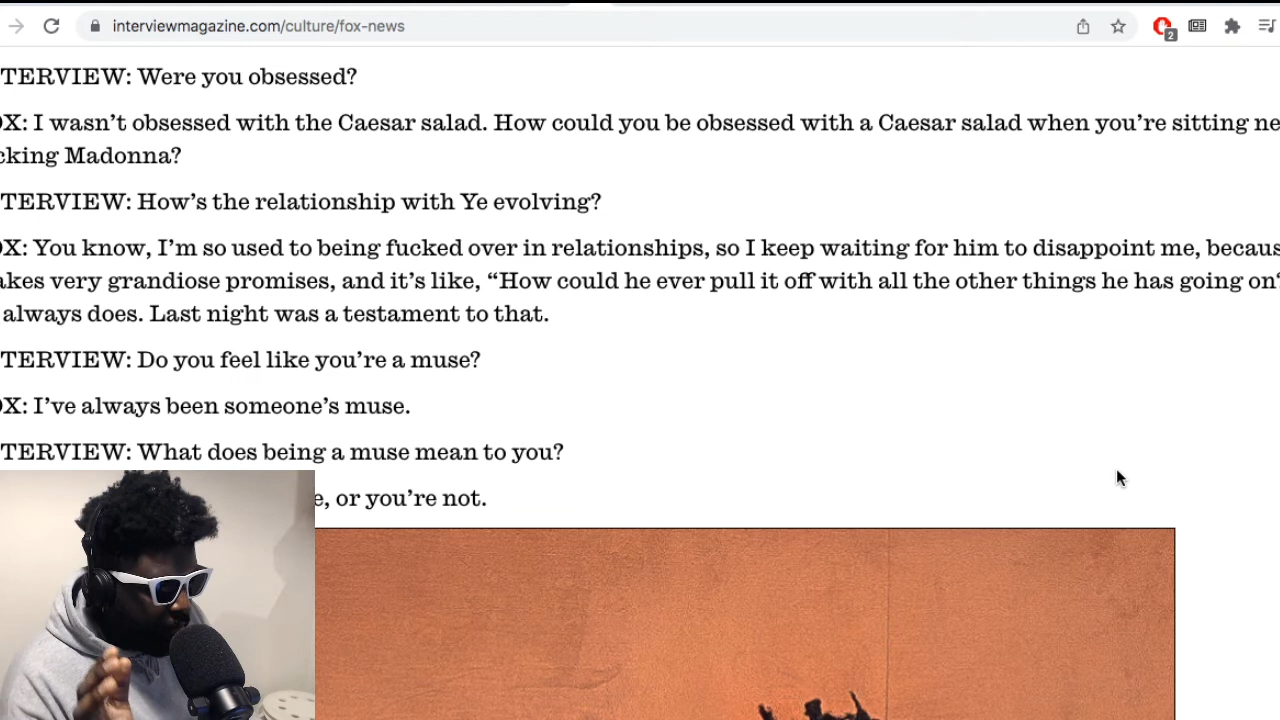 interviewmagazine.com/culture/fox-news
2
TERVIEW: Were you obsessed?
OX: I wasn't obsessed with the Caesar salad. How could you be obsessed with a Caesar salad when you're sitting ne
cking Madonna?
TERVIEW: How's the relationship with Ye evolving?
OX: You know, I'm so used to being fucked over in relationships, so I keep waiting for him to disappoint me, becaus
akes very grandiose promises, and it's like, “How could he ever pull it off with all the other things he has going on?
always does. Last night was a testament to that.
TERVIEW: Do you feel like you're a muse?
OX: I've always been someone's muse.
TERVIEW: What does being a muse mean to you?
e, or you're not.